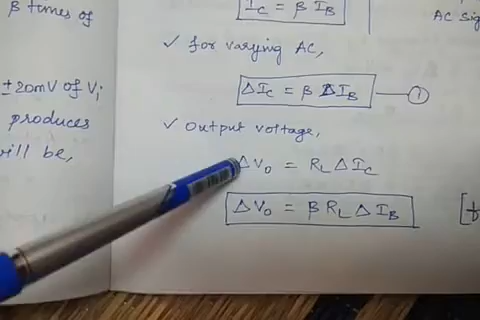 β times of
± 20mV of Vi
produces
will be,
IC = β IB
✓ for varying AC,
ΔIC = β ΔIB —①
✓ Output voltage,
ΔVo = RL ΔIC
ΔVo = β RL Δ IB
AC sig